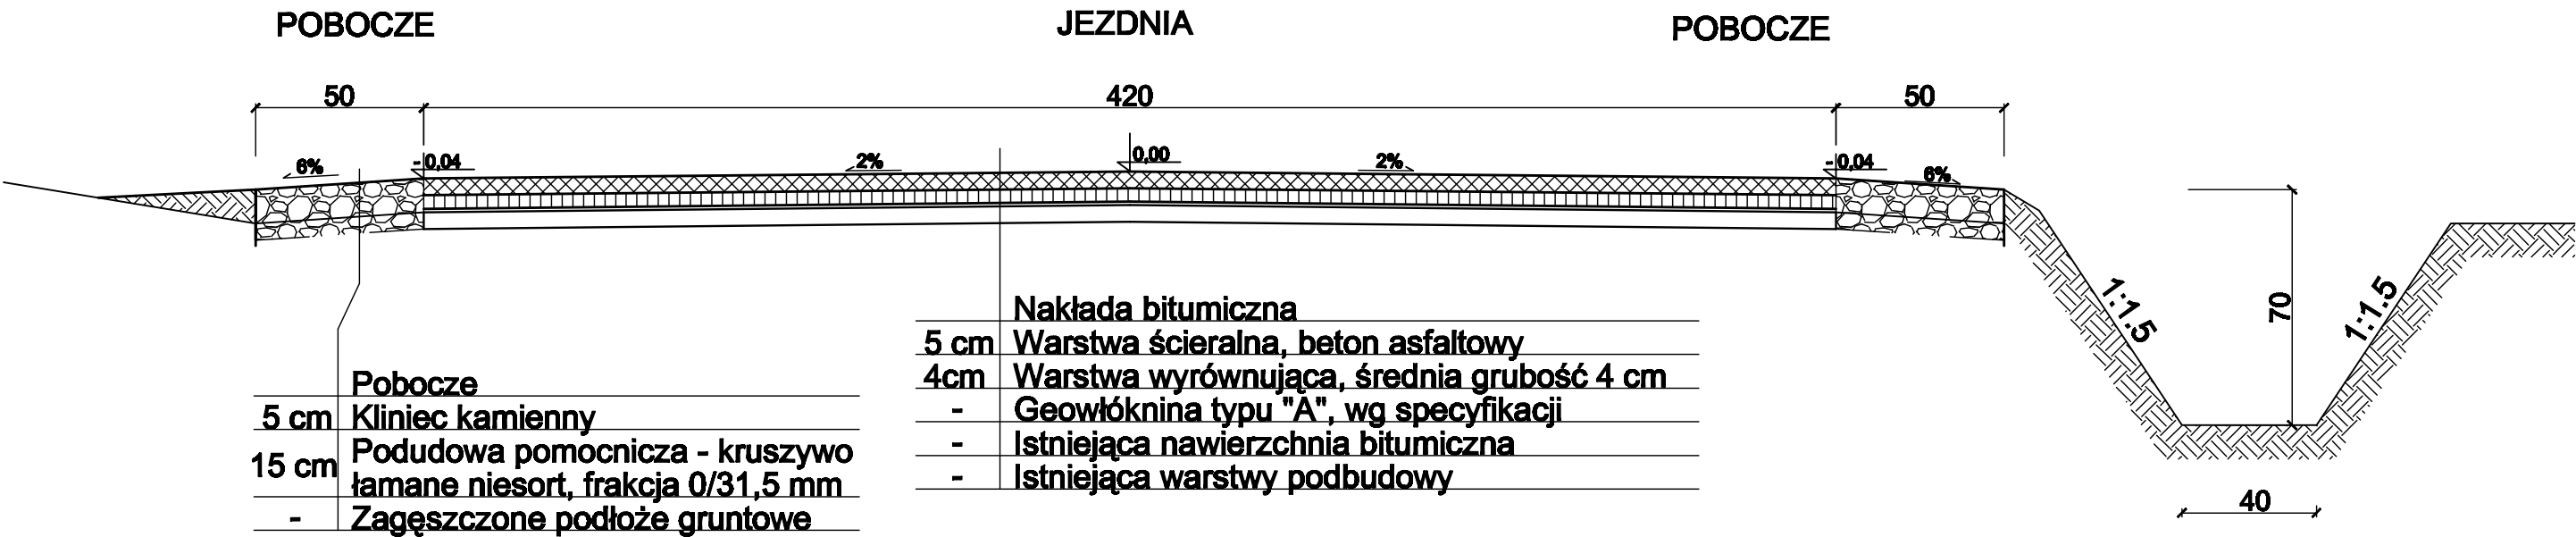 POBOCZE JEZDNIA POBOCZE
50 420 50
6% - 0,04 2% 0,00 2% - 0,04 6%
1:1.5 70 1:1.5
Nakłada bitumiczna
5 cm Warstwa ścieralna, beton asfaltowy
4cm Warstwa wyrównująca, średnia grubość 4 cm
- Geowłóknina typu "A", wg specyfikacji
- Istniejąca nawierzchnia bitumiczna
- Istniejąca warstwy podbudowy
Pobocze
5 cm Kliniec kamienny
15 cm Podudowa pomocnicza - kruszywo
łamane niesort, frakcja 0/31,5 mm
- Zagęszczone podłoże gruntowe
40